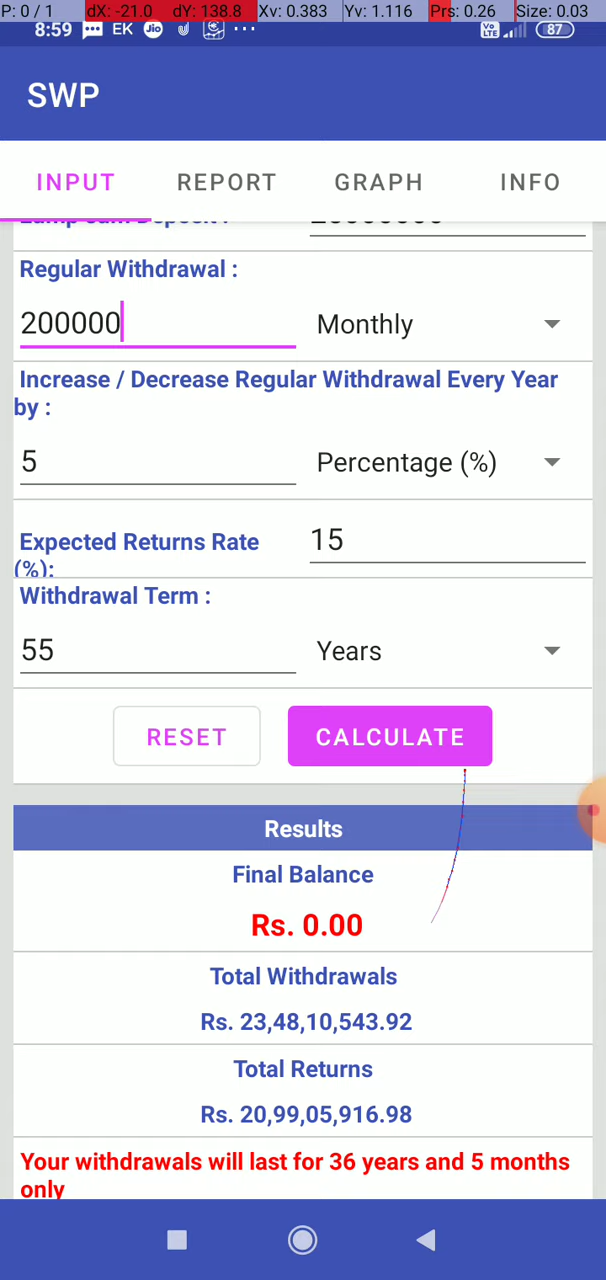 P: 0 / 1 dX: -21.0 dY: 138.8 Xv: 0.383 Yv: 1.116 Prs: 0.26 Size: 0.03
8:59 EK Jio Vo LTE 87
SWP
INPUT REPORT GRAPH INFO
Regular Withdrawal :
200000 Monthly
Increase / Decrease Regular Withdrawal Every Year
by :
5 Percentage (%)
Expected Returns Rate 15
(%):
Withdrawal Term :
55 Years
RESET CALCULATE
Results
Final Balance
Rs. 0.00
Total Withdrawals
Rs. 23,48,10,543.92
Total Returns
Rs. 20,99,05,916.98
Your withdrawals will last for 36 years and 5 months
only